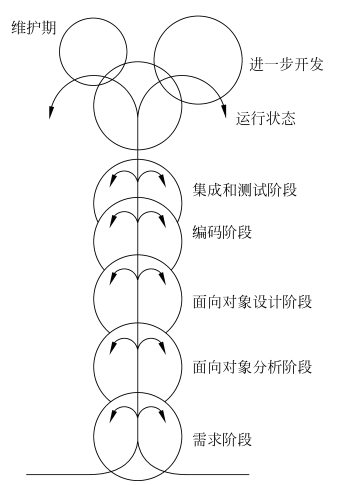 维护期
进一步开发
运行状态
集成和测试阶段
编码阶段
面向对象设计阶段
面向对象分析阶段
需求阶段